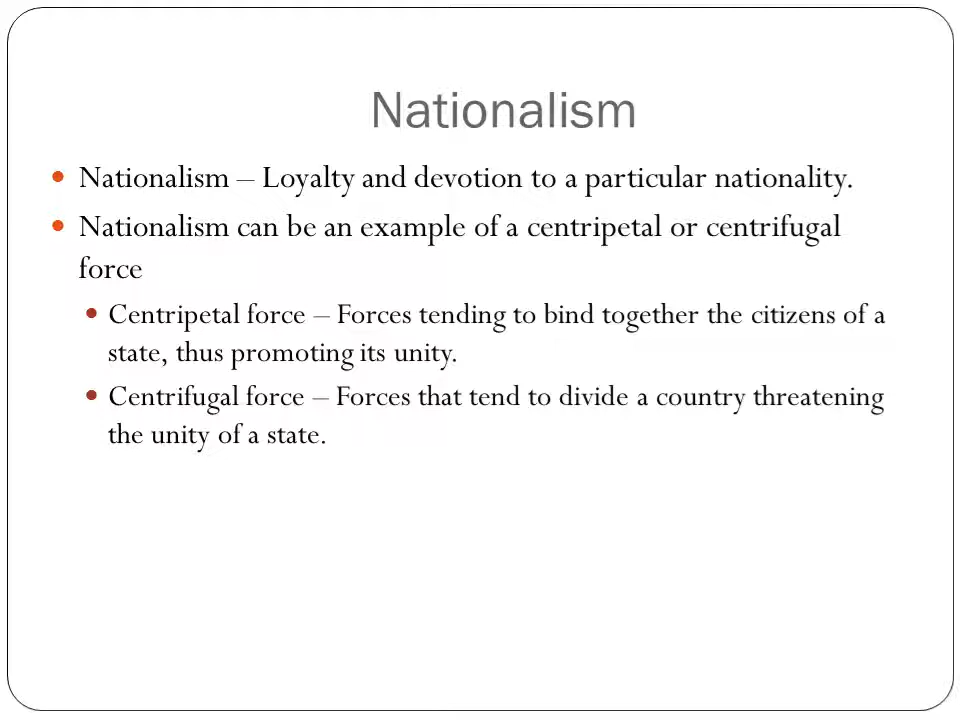 Nationalism
• Nationalism – Loyalty and devotion to a particular nationality.
• Nationalism can be an example of a centripetal or centrifugal
force
• Centripetal force – Forces tending to bind together the citizens of a
state, thus promoting its unity.
• Centrifugal force – Forces that tend to divide a country threatening
the unity of a state.